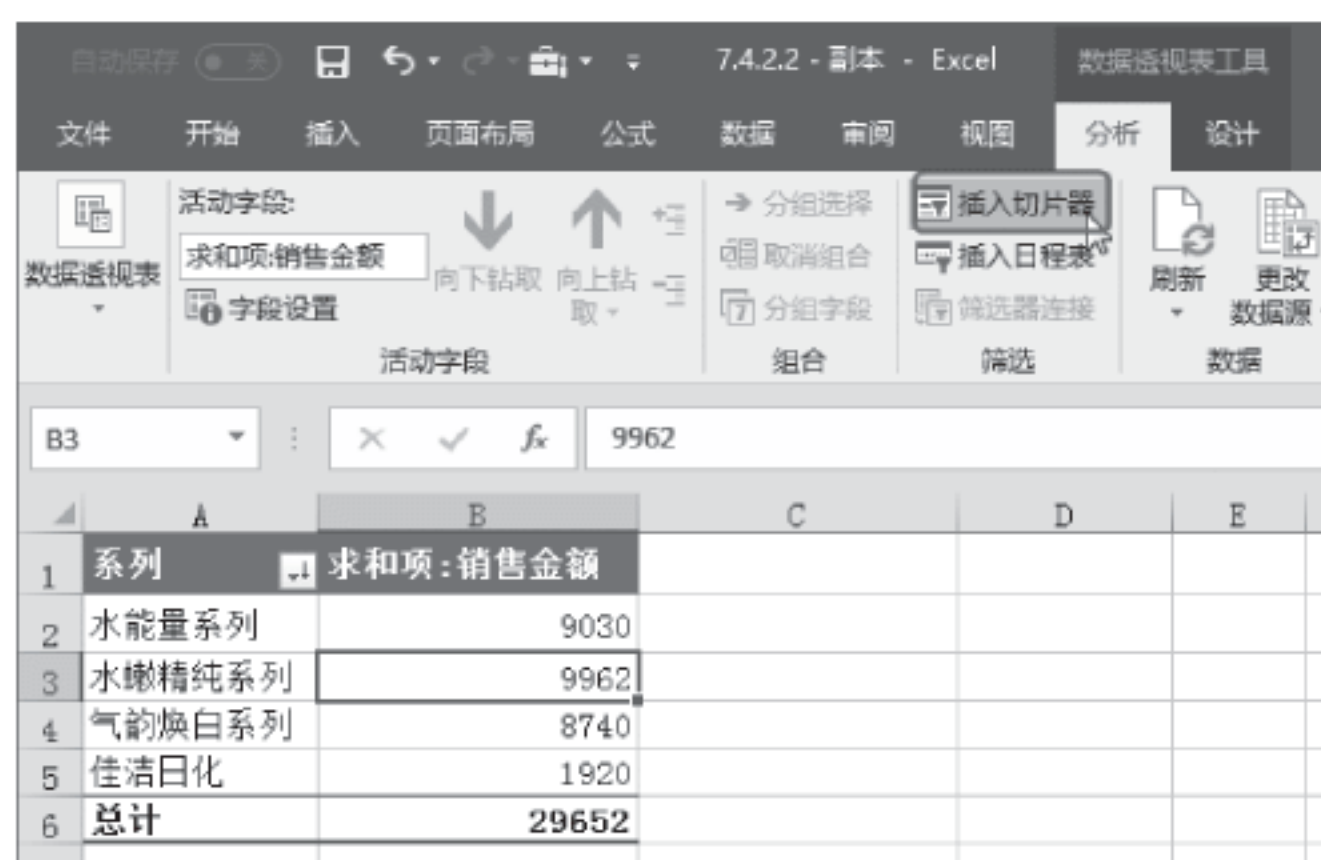 自动保存 关 7.4.2.2 - 副本 - Excel 数据透视表工具
文件 开始 插入 页面布局 公式 数据 审阅 视图 分析 设计
数据透视表
活动字段:
求和项:销售金额
字段设置
向下钻取 向上钻取
活动字段
分组选择
取消组合
7 分组字段
组合
插入切片器
插入日程表
筛选器连接
筛选
刷新 更改
数据源
数据
B3 fx 9962
A B C D E
1 系列 求和项:销售金额
2 水能量系列 9030
3 水嫩精纯系列 9962
4 气韵焕白系列 8740
5 佳洁日化 1920
6 总计 29652